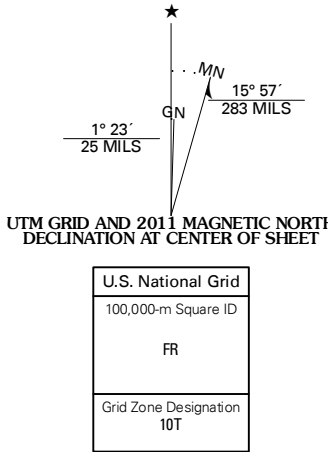 ★
MN
15° 57´
283 MILS
GN
1° 23´
25 MILS
UTM GRID AND 2011 MAGNETIC NORTH
DECLINATION AT CENTER OF SHEET
U.S. National Grid
100,000-m Square ID
FR
Grid Zone Designation
10T